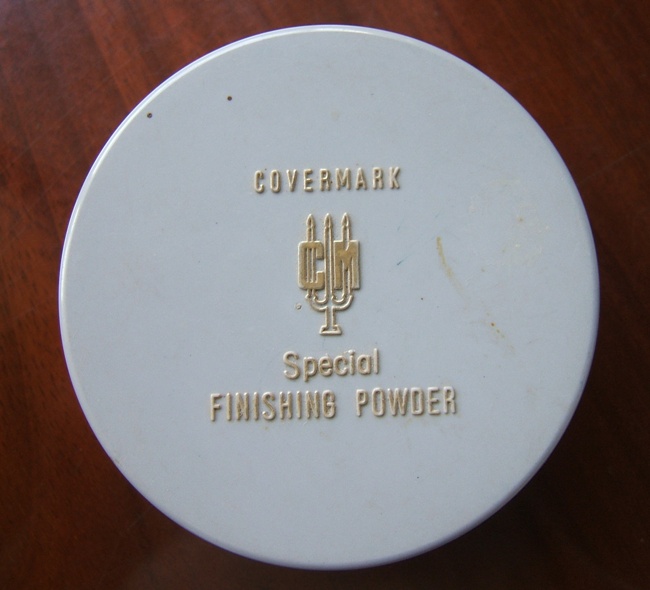 COVERMARK
CM
Special
FINISHING POWDER